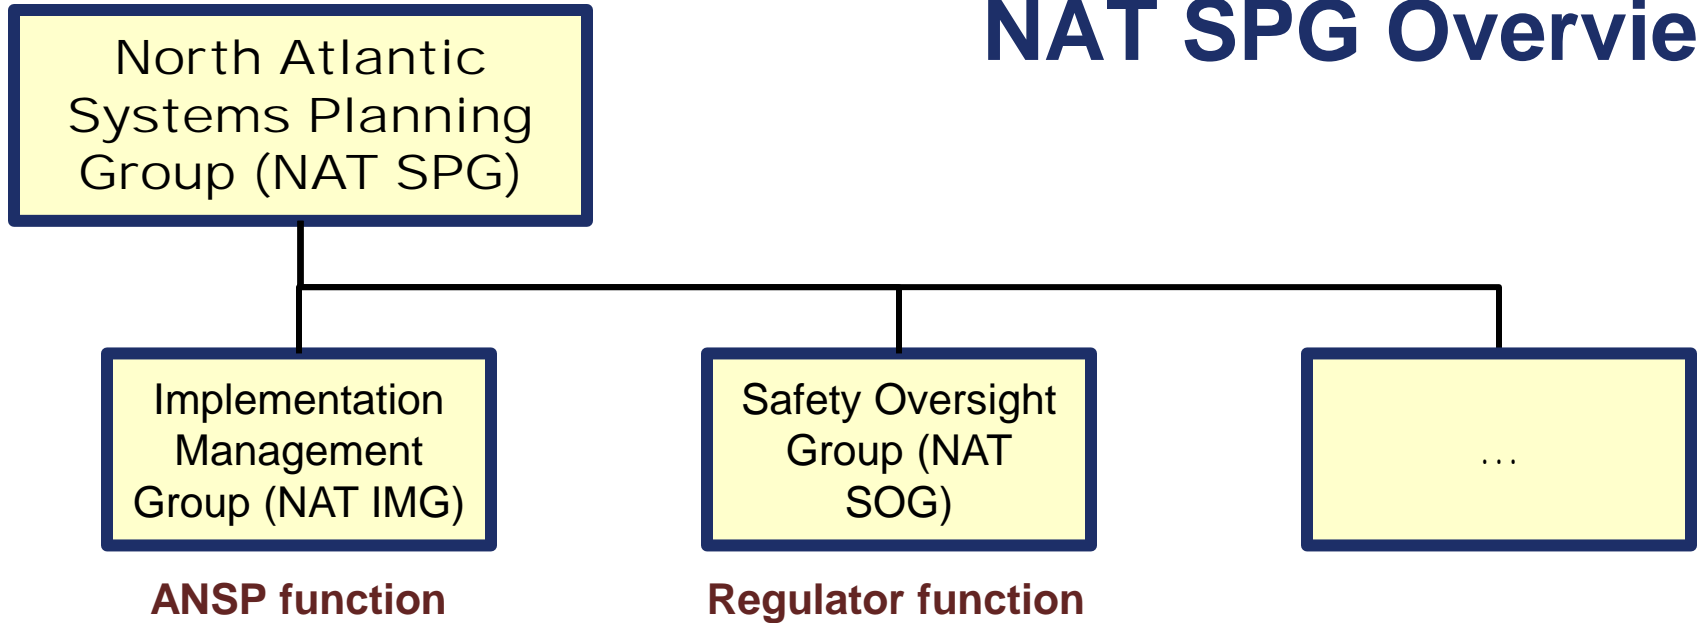 NAT SPG Overvie
North Atlantic
Systems Planning
Group (NAT SPG)
Implementation
Management
Group (NAT IMG)
Safety Oversight
Group (NAT
SOG)
...
ANSP function
Regulator function